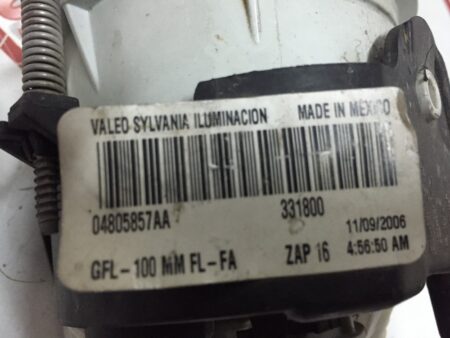 VALEO SYLVANIA ILUMINACION MADE IN MEXICO
04805857AA 331800
11/09/2006
GFL-100 MM FL-FA ZAP 16 4:56:50 AM